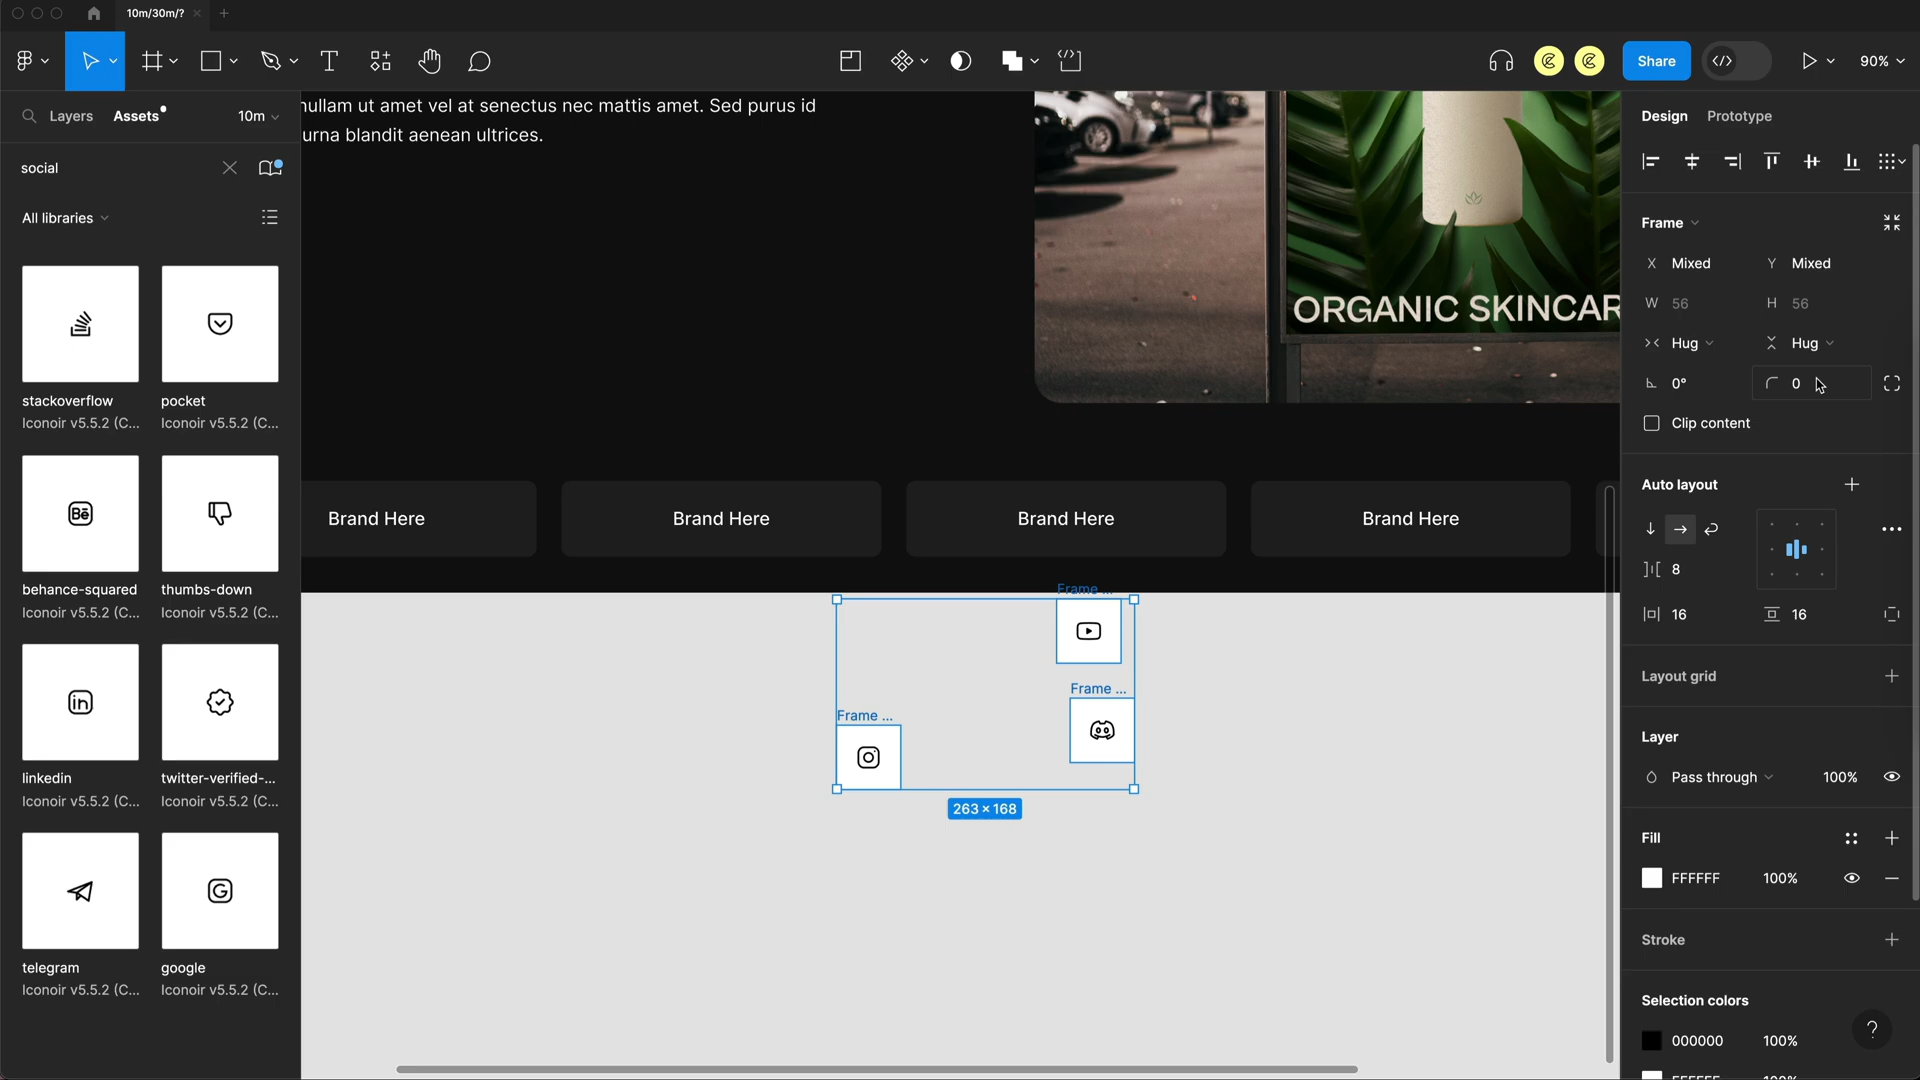 10m/30m/?
Share
90%
Layers
Assets
10m
social
All libraries
stackoverflow
Iconoir v5.5.2 (C...
pocket
Iconoir v5.5.2 (C...
behance-squared
Iconoir v5.5.2 (C...
thumbs-down
Iconoir v5.5.2 (C...
linkedin
Iconoir v5.5.2 (C...
twitter-verified-...
Iconoir v5.5.2 (C...
telegram
Iconoir v5.5.2 (C...
google
Iconoir v5.5.2 (C...
nullam ut amet vel at senectus nec mattis amet. Sed purus id
urna blandit aenean ultrices.
ORGANIC SKINCAR
Brand Here
Brand Here
Brand Here
Brand Here
Frame ...
Frame ...
Frame ...
263 × 168
Design
Prototype
Frame
X Mixed
Y Mixed
W 56
H 56
Hug
Hug
0°
0
Clip content
Auto layout
8
16
16
Layout grid
Layer
Pass through
100%
Fill
FFFFFF
100%
Stroke
Selection colors
000000
100%
?